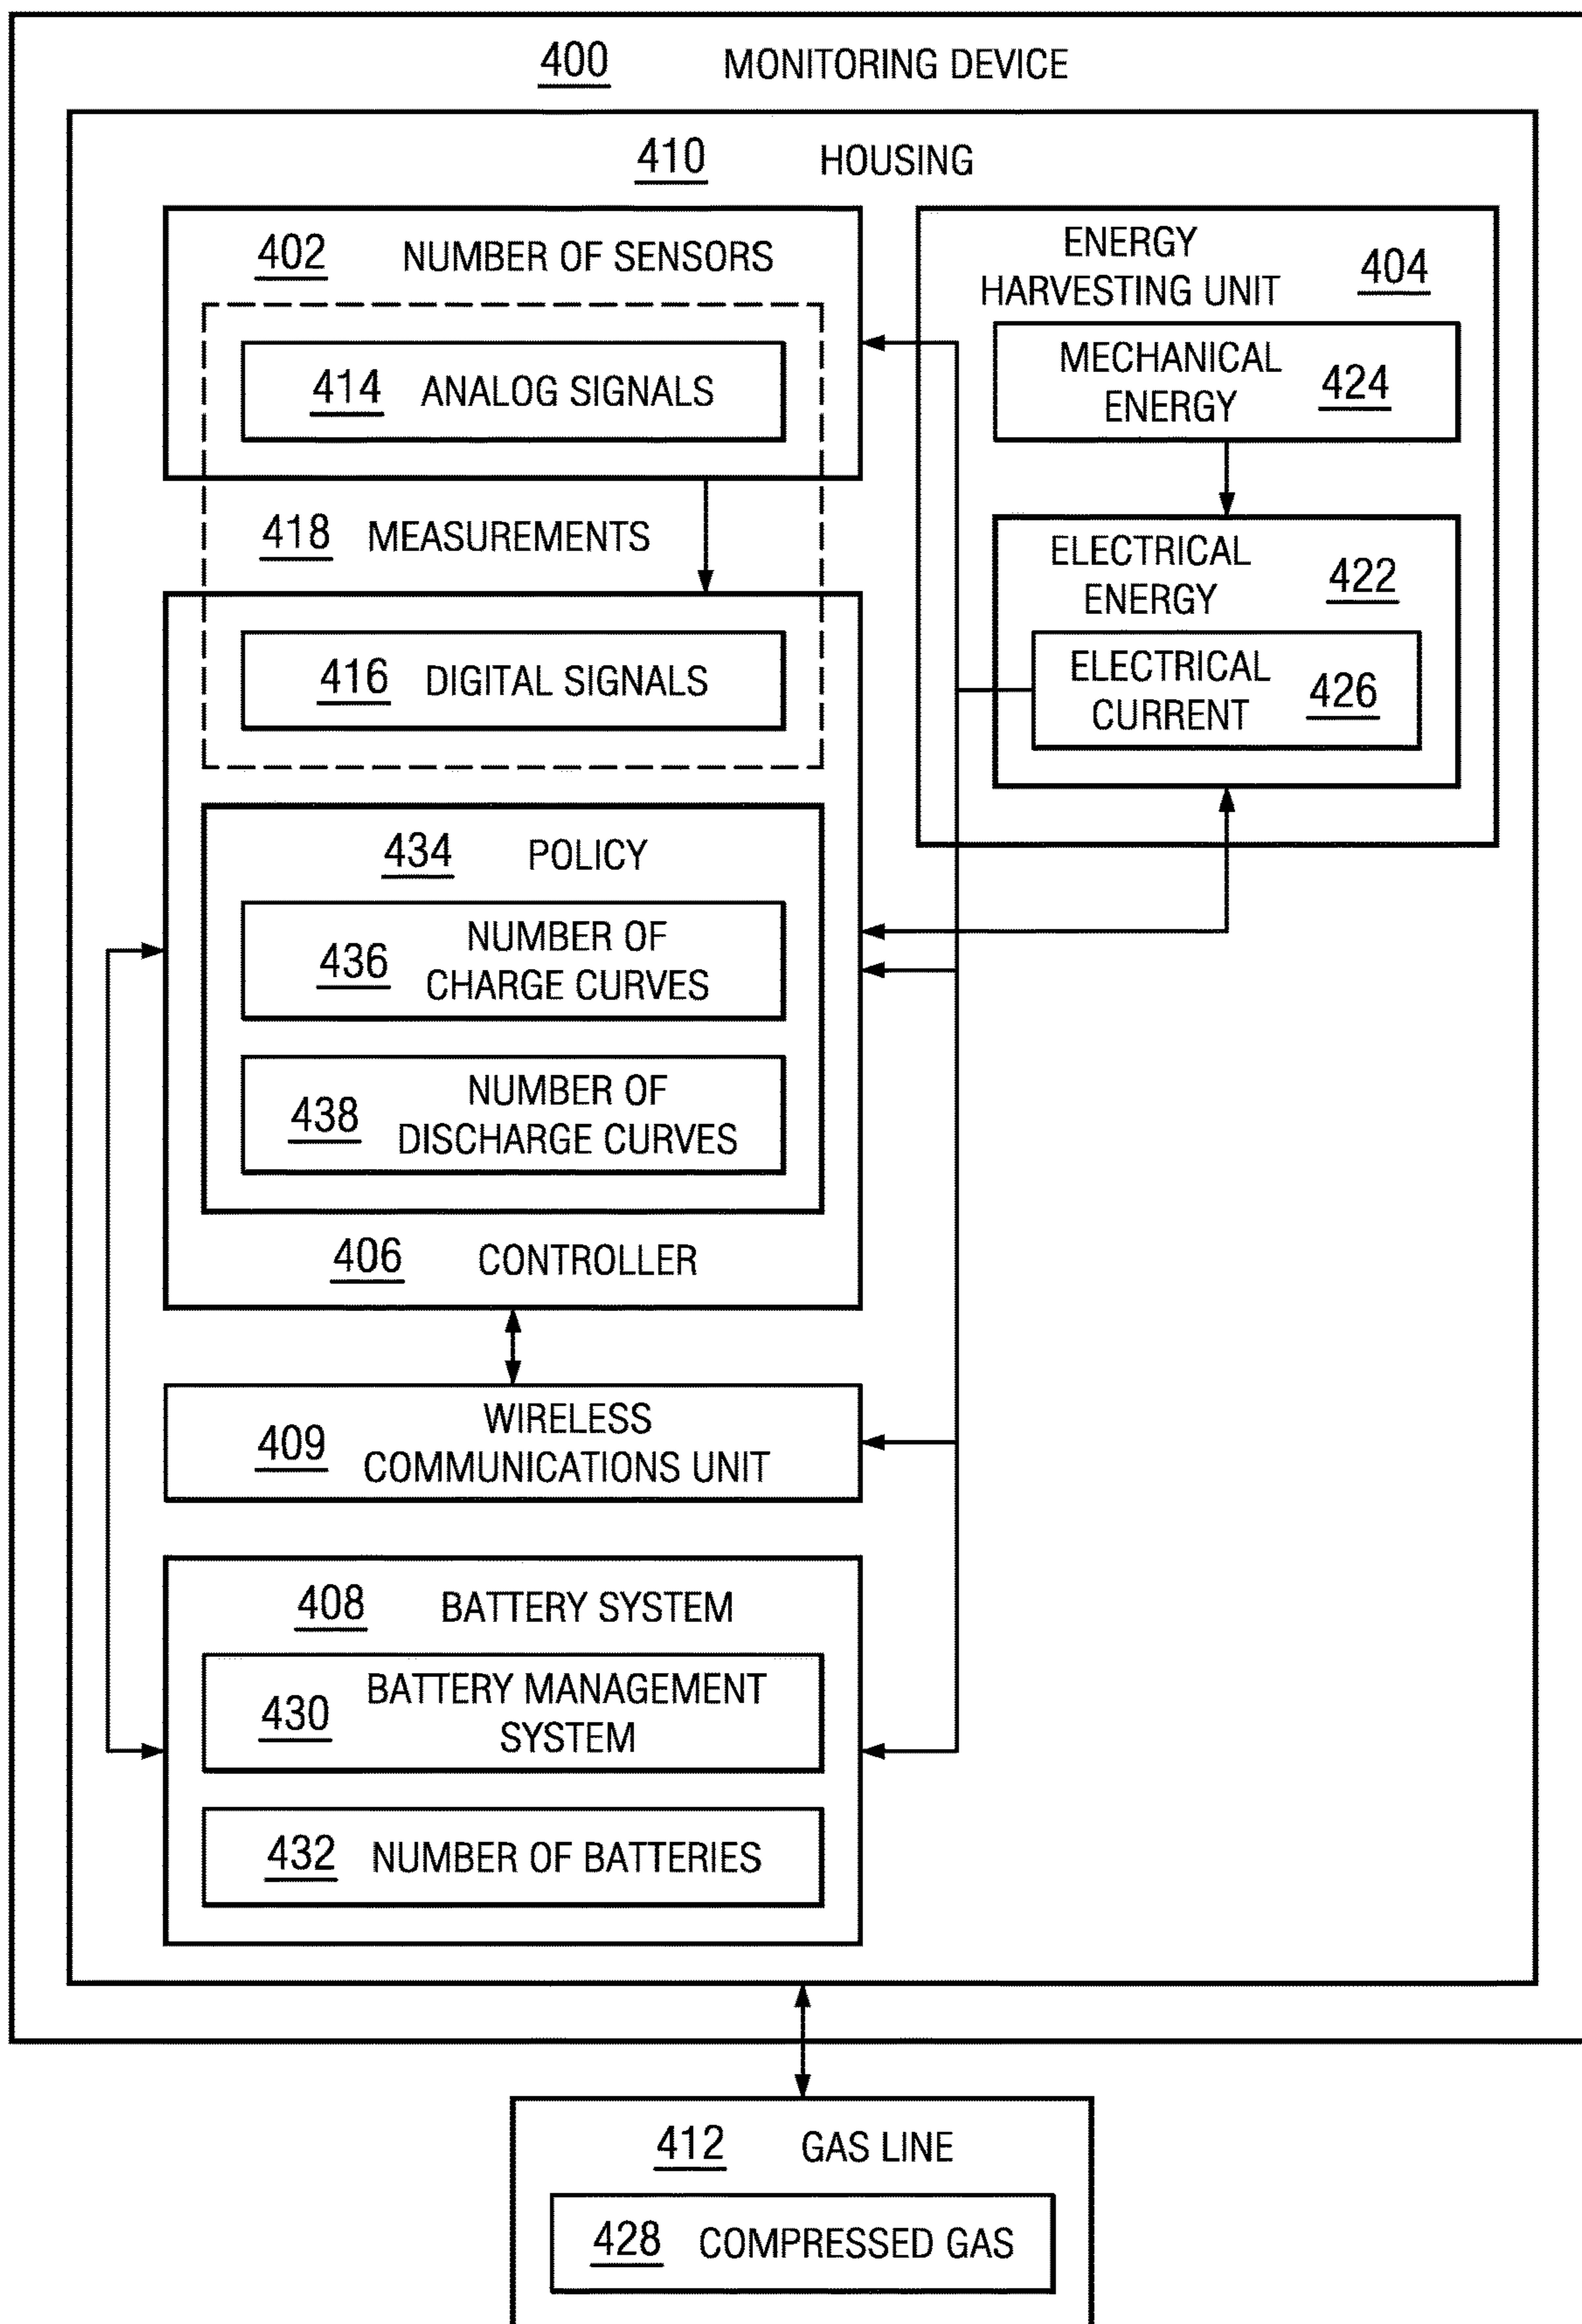 400 MONITORING DEVICE
410 HOUSING
402 NUMBER OF SENSORS
414 ANALOG SIGNALS
418 MEASUREMENTS
416 DIGITAL SIGNALS
434 POLICY
436 NUMBER OF
CHARGE CURVES
438 NUMBER OF
DISCHARGE CURVES
406 CONTROLLER
409 WIRELESS
COMMUNICATIONS UNIT
408 BATTERY SYSTEM
430 BATTERY MANAGEMENT
SYSTEM
432 NUMBER OF BATTERIES
ENERGY
HARVESTING UNIT 404
MECHANICAL
ENERGY 424
ELECTRICAL
ENERGY 422
ELECTRICAL
CURRENT 426
412 GAS LINE
428 COMPRESSED GAS